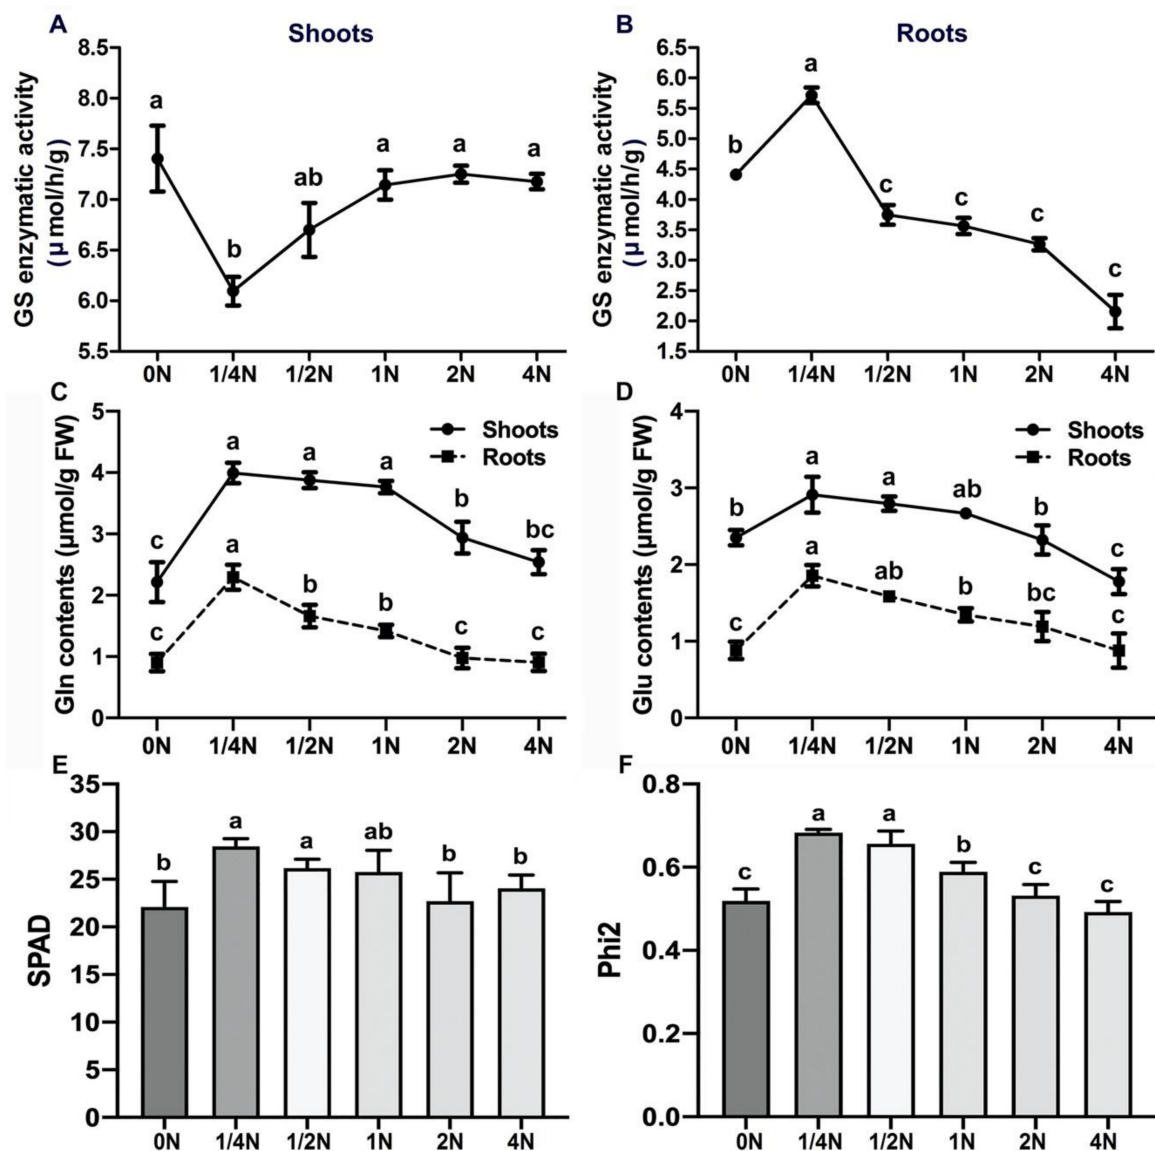 A
Shoots
GS enzymatic activity
(μmol/h/g)
8.5
8.0
7.5
7.0
6.5
6.0
5.5
a
b
ab
a
a
a
0N 1/4N 1/2N 1N 2N 4N
B
Roots
GS enzymatic activity
(μmol/h/g)
6.5
6.0
5.5
5.0
4.5
4.0
3.5
3.0
2.5
2.0
1.5
b
a
c
c
c
c
0N 1/4N 1/2N 1N 2N 4N
C
Gln contents (μmol/g FW)
5
4
3
2
1
0
Shoots
Roots
c a a a b bc
c a b b c c
0N 1/4N 1/2N 1N 2N 4N
D
Glu contents (μmol/g FW)
4
3
2
1
0
Shoots
Roots
b a a ab b c
c a ab b bc c
0N 1/4N 1/2N 1N 2N 4N
E
SPAD
35
30
25
20
15
10
5
0
b a a ab b b
0N 1/4N 1/2N 1N 2N 4N
F
Phi2
0.8
0.6
0.4
0.2
0.0
c a a b c c
0N 1/4N 1/2N 1N 2N 4N